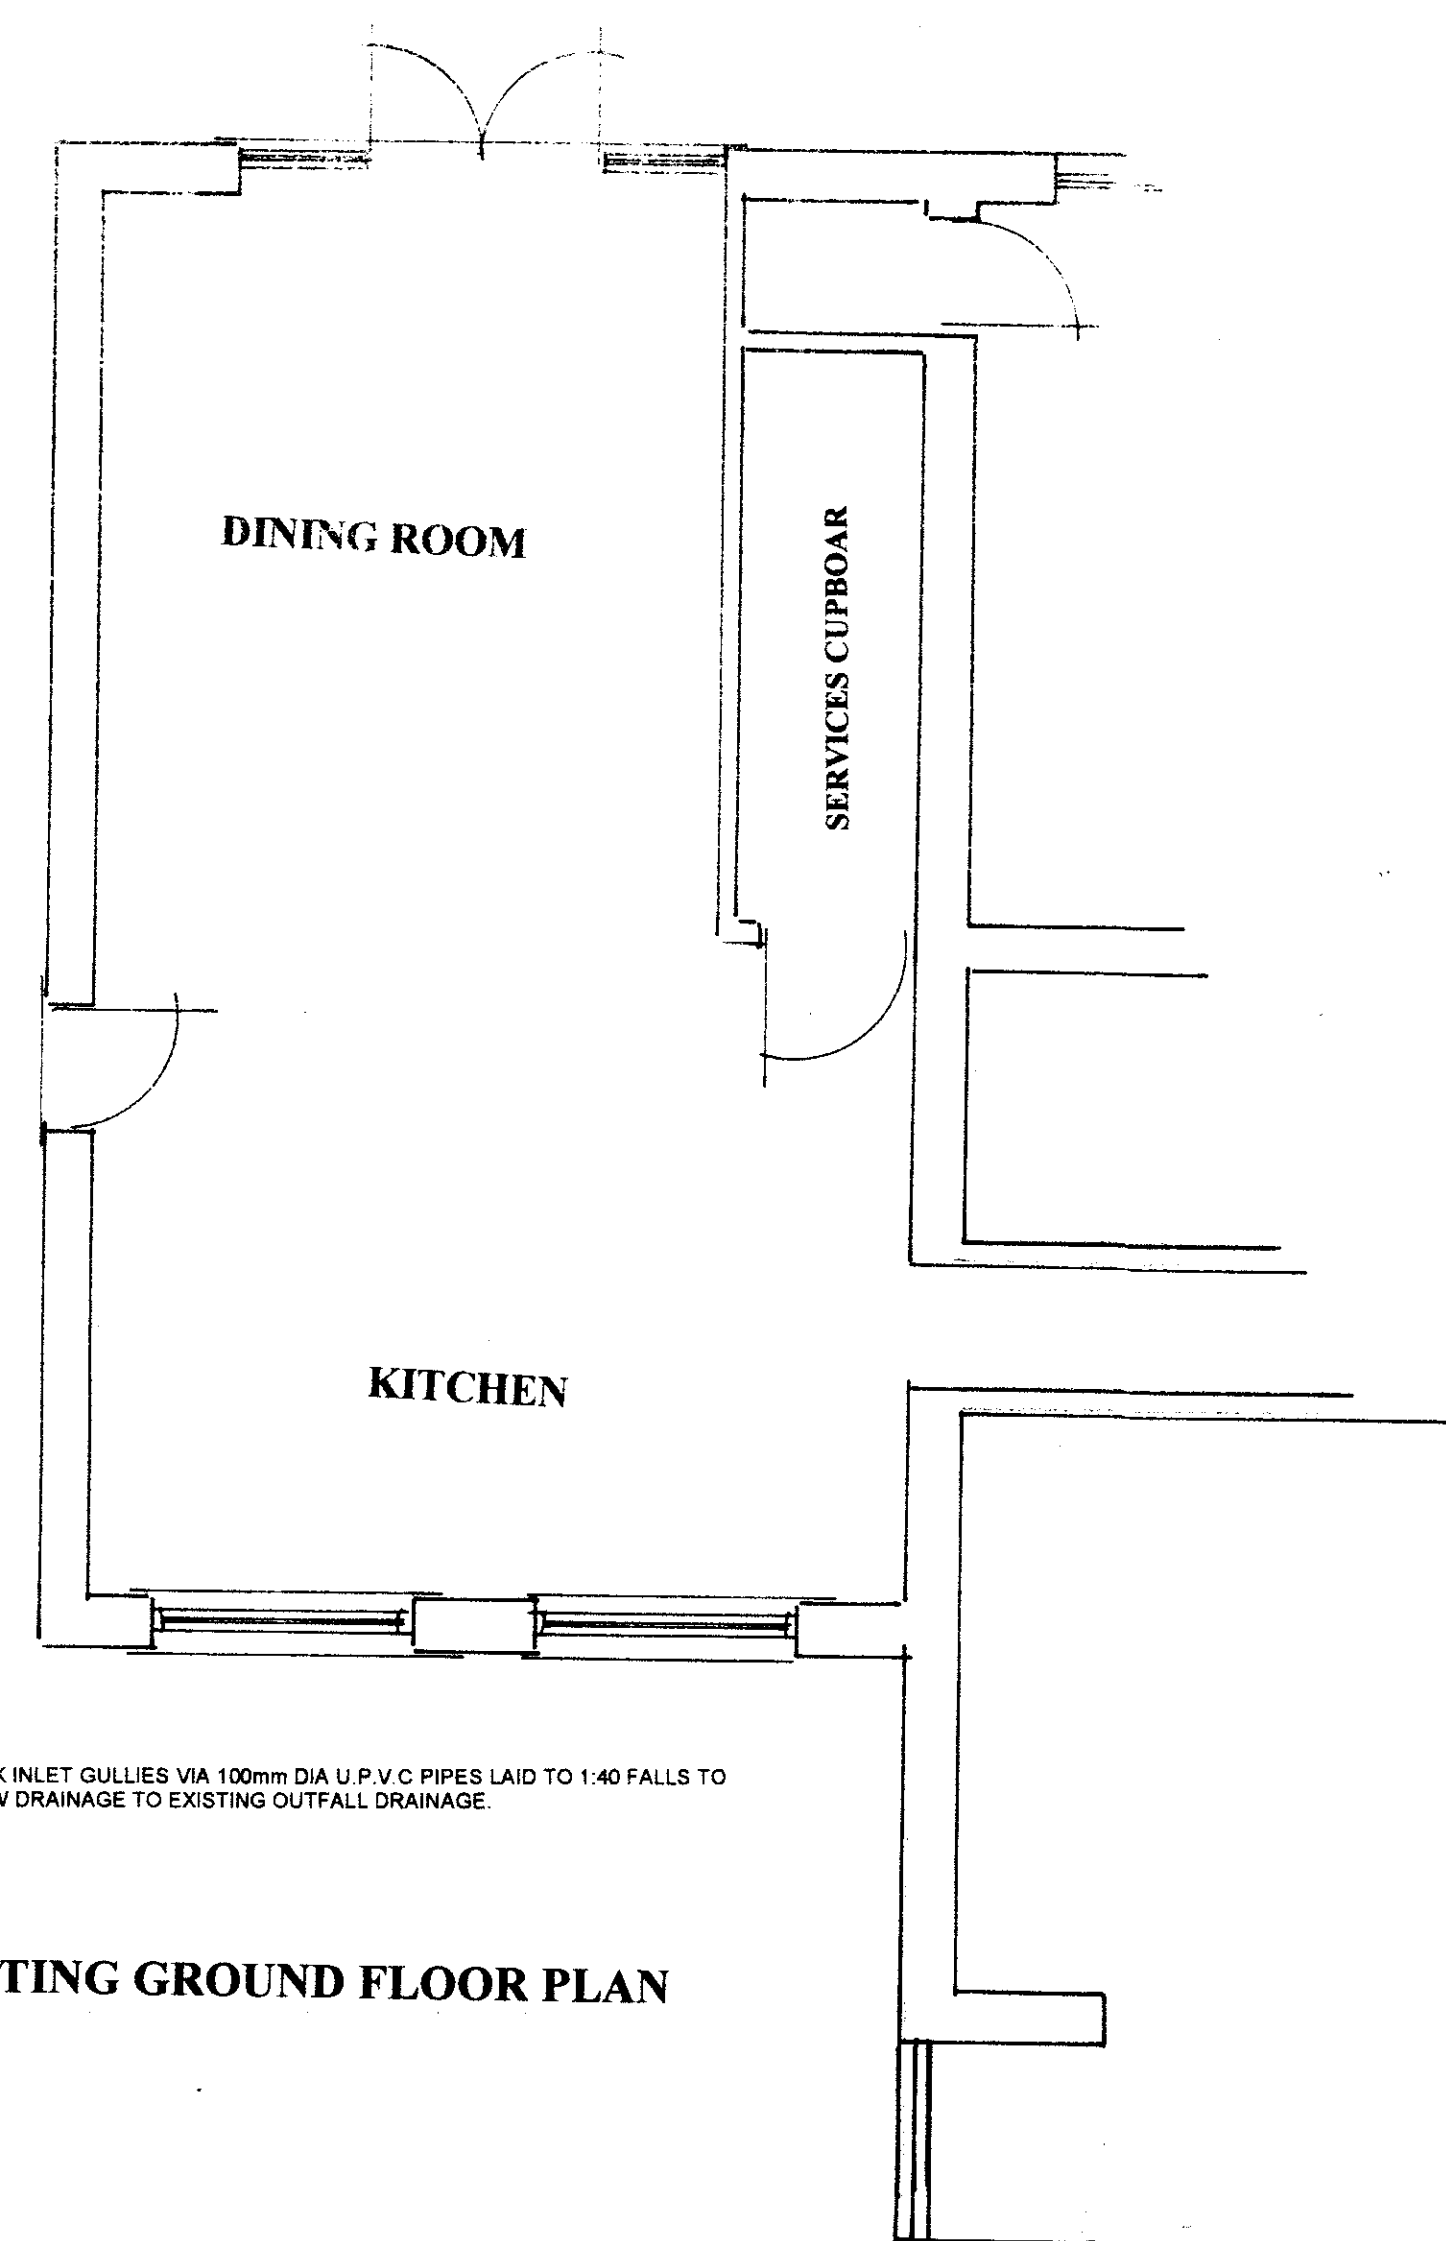 DINING ROOM
SERVICES CUPBOAR
KITCHEN
K INLET GULLIES VIA 100mm DIA U.P.V.C PIPES LAID TO 1:40 FALLS TO
W DRAINAGE TO EXISTING OUTFALL DRAINAGE.
TING GROUND FLOOR PLAN